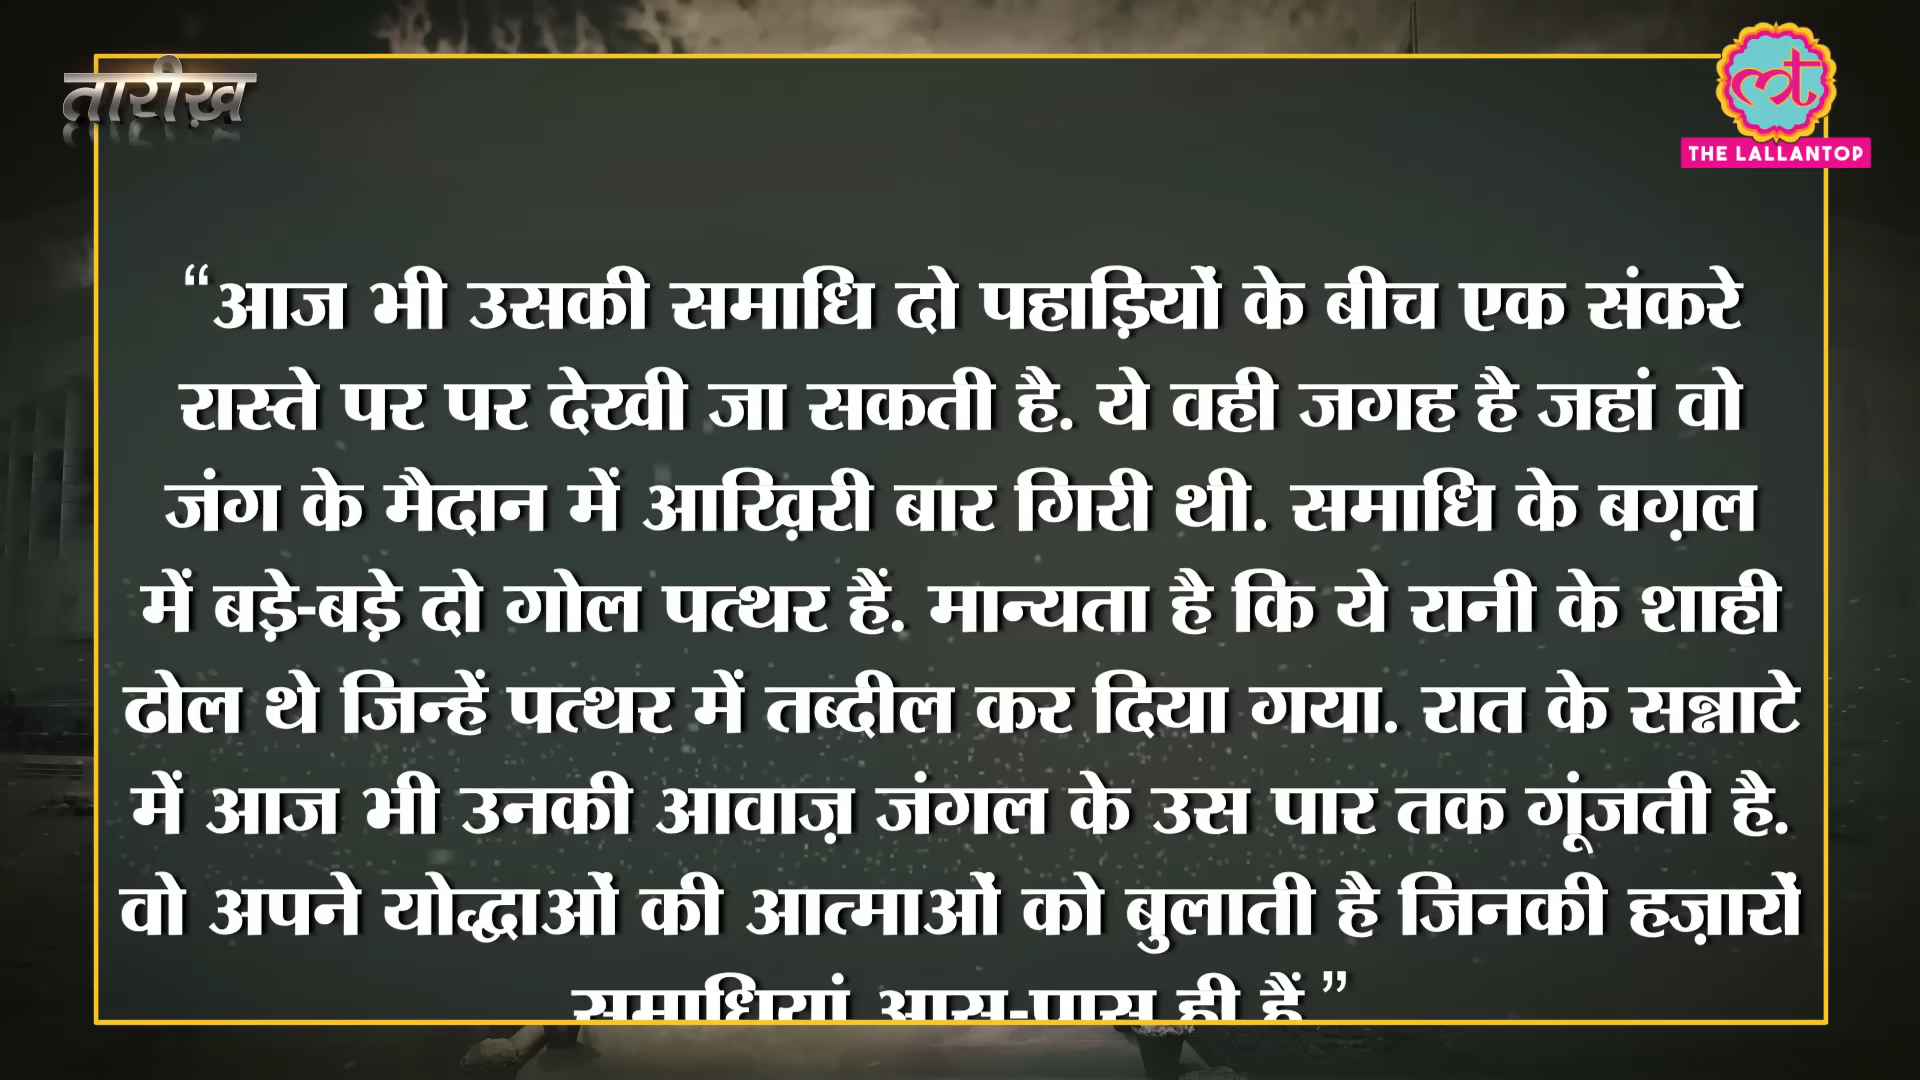 तारीख़
THE LALLANTOP
“आज भी उसकी समाधि दो पहाड़ियों के बीच एक संकरे
रास्ते पर पर देखी जा सकती है. ये वही जगह है जहां वो
जंग के मैदान में आख़िरी बार गिरी थी. समाधि के बग़ल
में बड़े-बड़े दो गोल पत्थर हैं. मान्यता है कि ये रानी के शाही
ढोल थे जिन्हें पत्थर में तब्दील कर दिया गया. रात के सन्नाटे
में आज भी उनकी आवाज़ जंगल के उस पार तक गूंजती है.
वो अपने योद्धाओं की आत्माओं को बुलाती है जिनकी हज़ारों
समाधियां आस-पास ही हैं.”